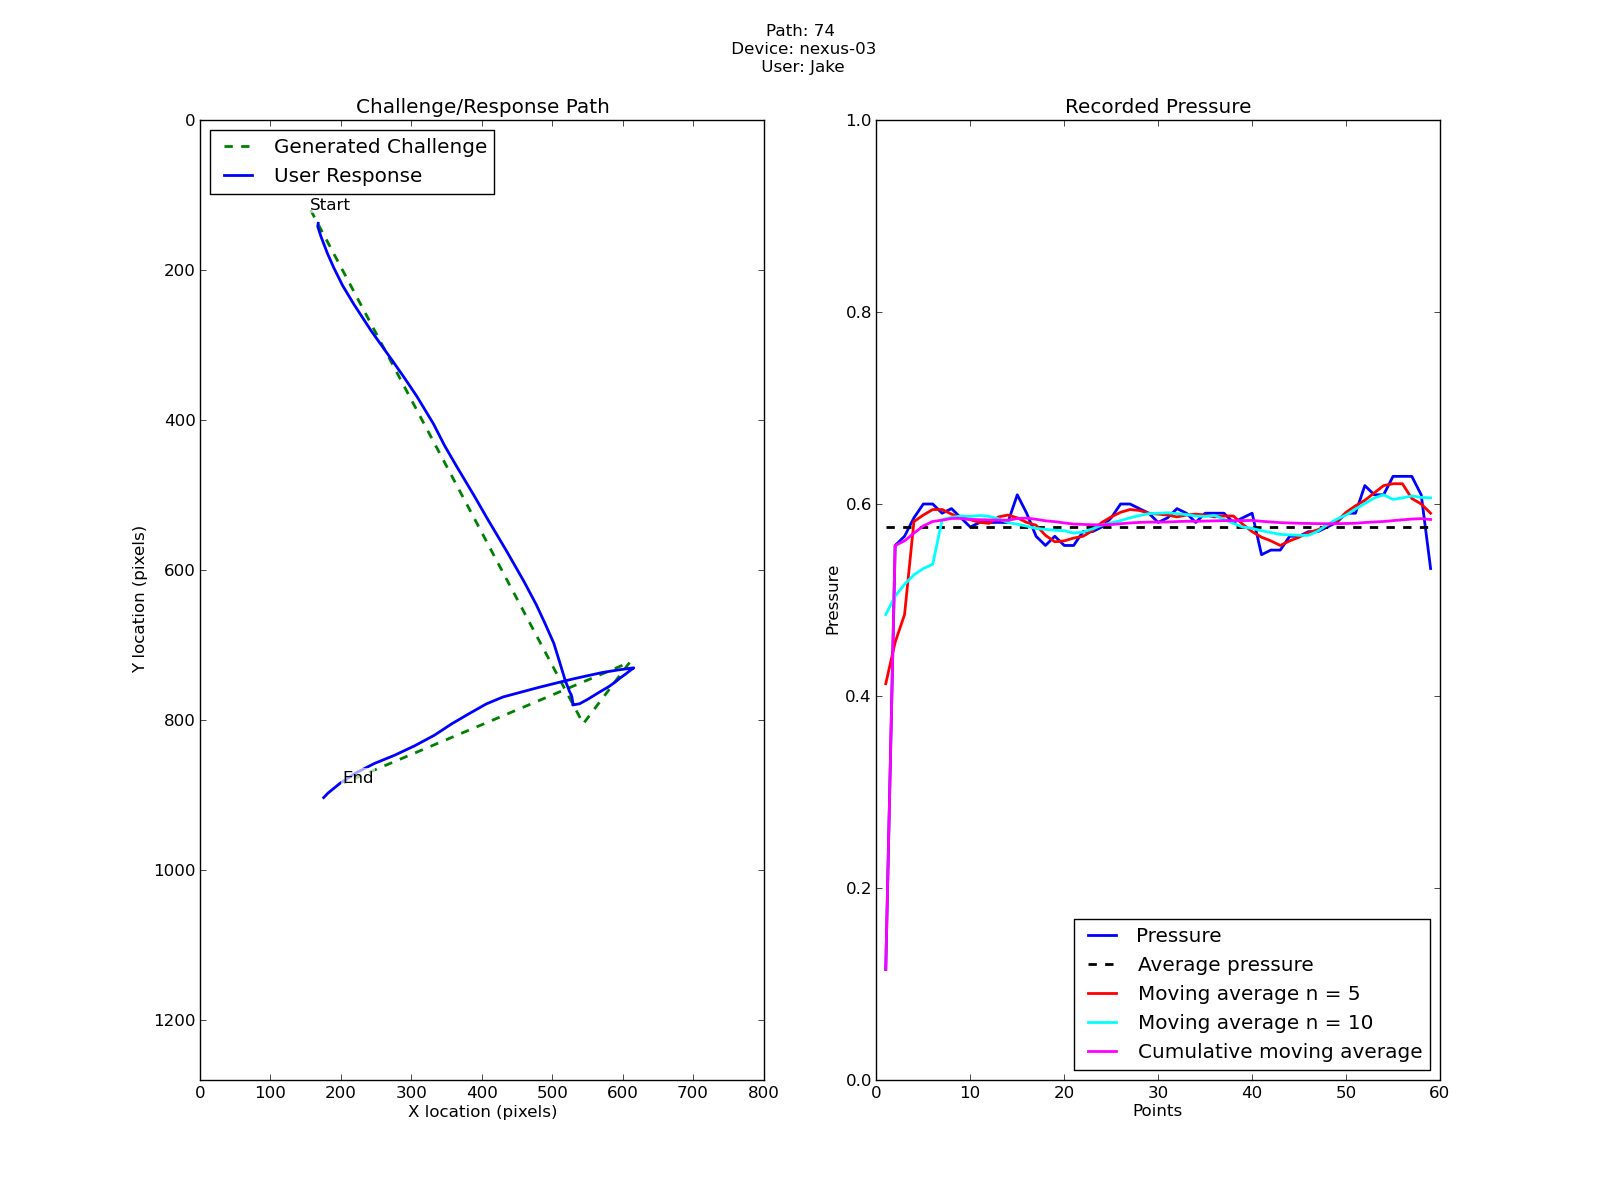 Path: 74
Device: nexus-03
User: Jake
Challenge/Response Path
Generated Challenge
User Response
Start
End
0
200
400
600
800
1000
1200
Y location (pixels)
0 100 200 300 400 500 600 700 800
X location (pixels)
Recorded Pressure
1.0
0.8
0.6
0.4
0.2
0.0
Pressure
Pressure
Average pressure
Moving average n = 5
Moving average n = 10
Cumulative moving average
0 10 20 30 40 50 60
Points